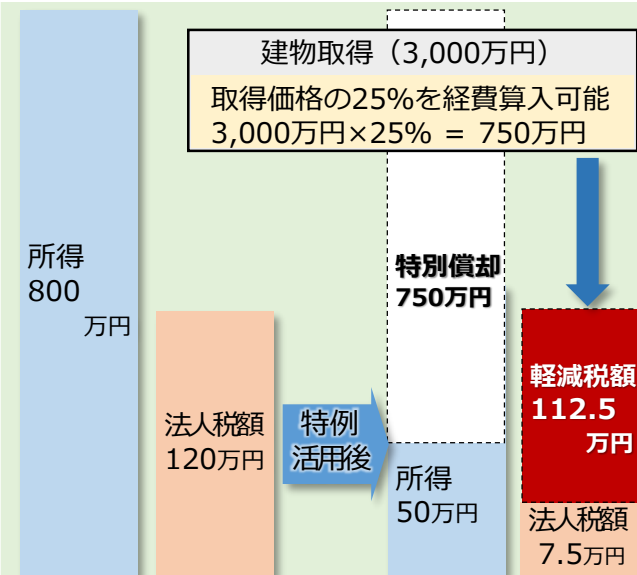 建物取得（3,000万円）
取得価格の25%を経費算入可能
3,000万円×25% = 750万円
所得
800
万円
法人税額
120万円
特例
活用後
特別償却
750万円
所得
50万円
軽減税額
112.5
万円
法人税額
7.5万円